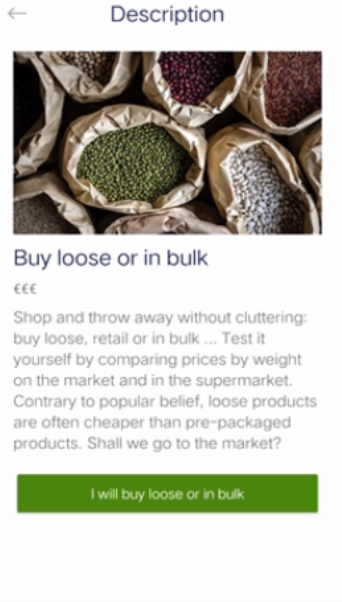 Description
Buy loose or in bulk
€€€
Shop and throw away without cluttering:
buy loose, retail or in bulk ... Test it
yourself by comparing prices by weight
on the market and in the supermarket.
Contrary to popular belief, loose products
are often cheaper than pre-packaged
products. Shall we go to the market?
I will buy loose or in bulk